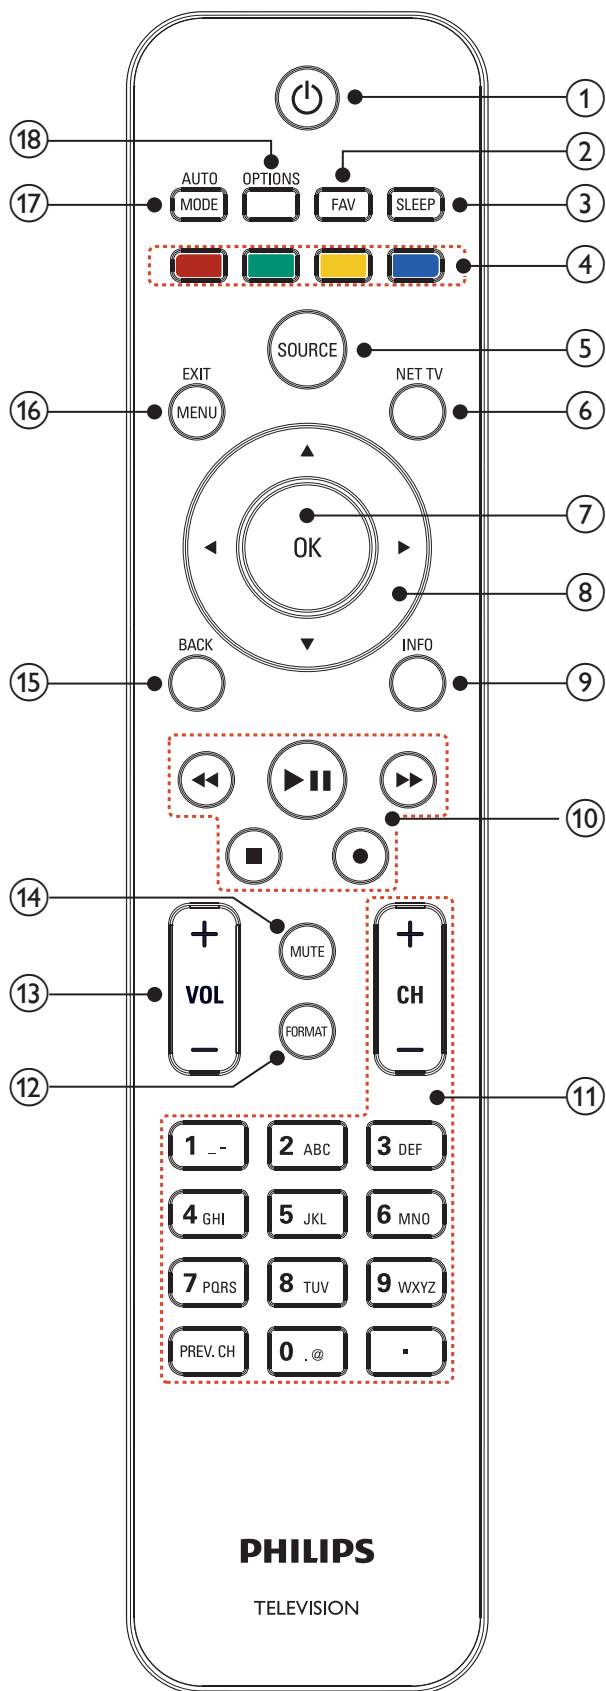 1
18
2
AUTO OPTIONS
17 MODE FAV SLEEP 3
4
SOURCE 5
EXIT NET TV
16 MENU 6
7
OK
8
BACK INFO
15 9
10
14
+ MUTE +
13 VOL CH
− FORMAT −
12 11
1 _ - 2 ABC 3 DEF
4 GHI 5 JKL 6 MNO
7 PQRS 8 TUV 9 WXYZ
PREV. CH 0 .@ .
PHILIPS
TELEVISION